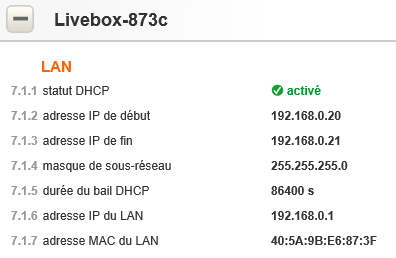 Livebox-873c
LAN
7.1.1 statut DHCP activé
7.1.2 adresse IP de début 192.168.0.20
7.1.3 adresse IP de fin 192.168.0.21
7.1.4 masque de sous-réseau 255.255.255.0
7.1.5 durée du bail DHCP 86400 s
7.1.6 adresse IP du LAN 192.168.0.1
7.1.7 adresse MAC du LAN 40:5A:9B:E6:87:3F